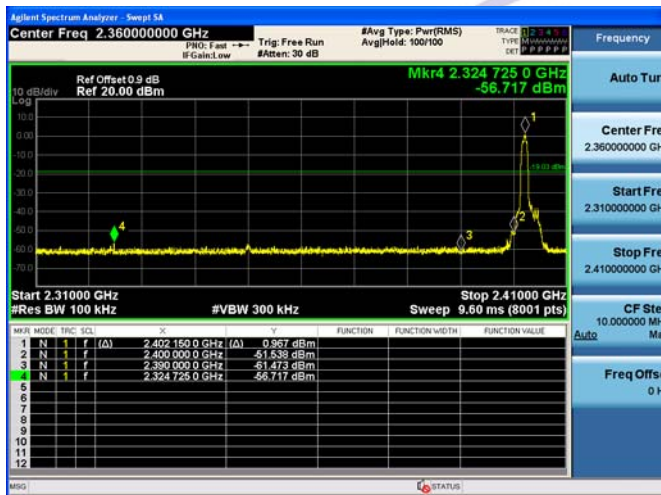 Agilent Spectrum Analyzer - Swept SA
Center Freq 2.360000000 GHz
PNO: Fast
IFGain:Low
Trig: Free Run
#Atten: 30 dB
#Avg Type: Pwr(RMS)
Avg|Hold: 100/100
TRACE 1 2 3 4 5 6
TYPE M W W W W W
DET P P P P P P
Frequency
Auto Tun
Ref Offset 0.9 dB
Ref 20.00 dBm
Mkr4 2.324 725 0 GHz
-56.717 dBm
10 dB/div
Log
10.0
0.00
-10.0
-20.0
-30.0
-40.0
-50.0
-60.0
-70.0
1
-19.03 dBm
2
3
4
Center Fre
2.360000000 GH
Start Fre
2.310000000 GH
Stop Fre
2.410000000 GH
CF Ste
10.000000 MH
Auto Ma
Freq Offs
0 H
Start 2.31000 GHz
Stop 2.41000 GHz
#Res BW 100 kHz
#VBW 300 kHz
Sweep 9.60 ms (8001 pts)
MKR MODE TRC SCL X Y FUNCTION FUNCTION WIDTH FUNCTION VALUE
1 N 1 f (Δ) 2.402 150 0 GHz (Δ) 0.967 dBm
2 N 1 f 2.400 000 0 GHz -51.538 dBm
3 N 1 f 2.390 000 0 GHz -61.473 dBm
4 N 1 f 2.324 725 0 GHz -56.717 dBm
5
6
7
8
9
10
11
12
MSG
STATUS